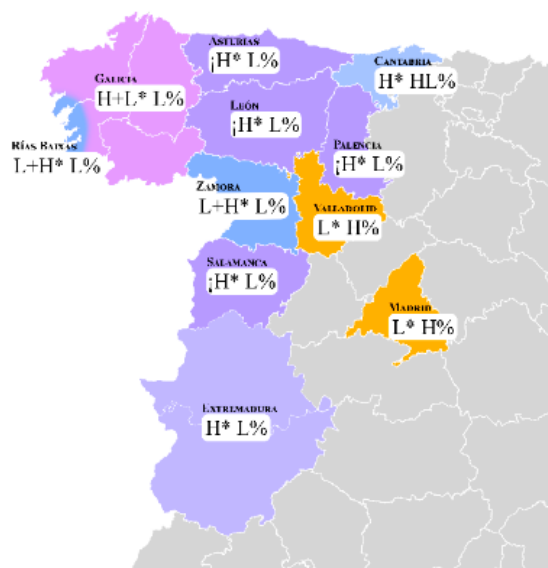 ASTURIAS
¡H* L%
CANTABRIA
H* HL%
GALICIA
H+L* L%
LEÓN
¡H* L%
PALENCIA
¡H* L%
RÍAS BAIXAS
L+H* L%
ZAMORA
L+H* L%
VALLADOLID
L* H%
SALAMANCA
¡H* L%
MADRID
L* H%
EXTREMADURA
H* L%